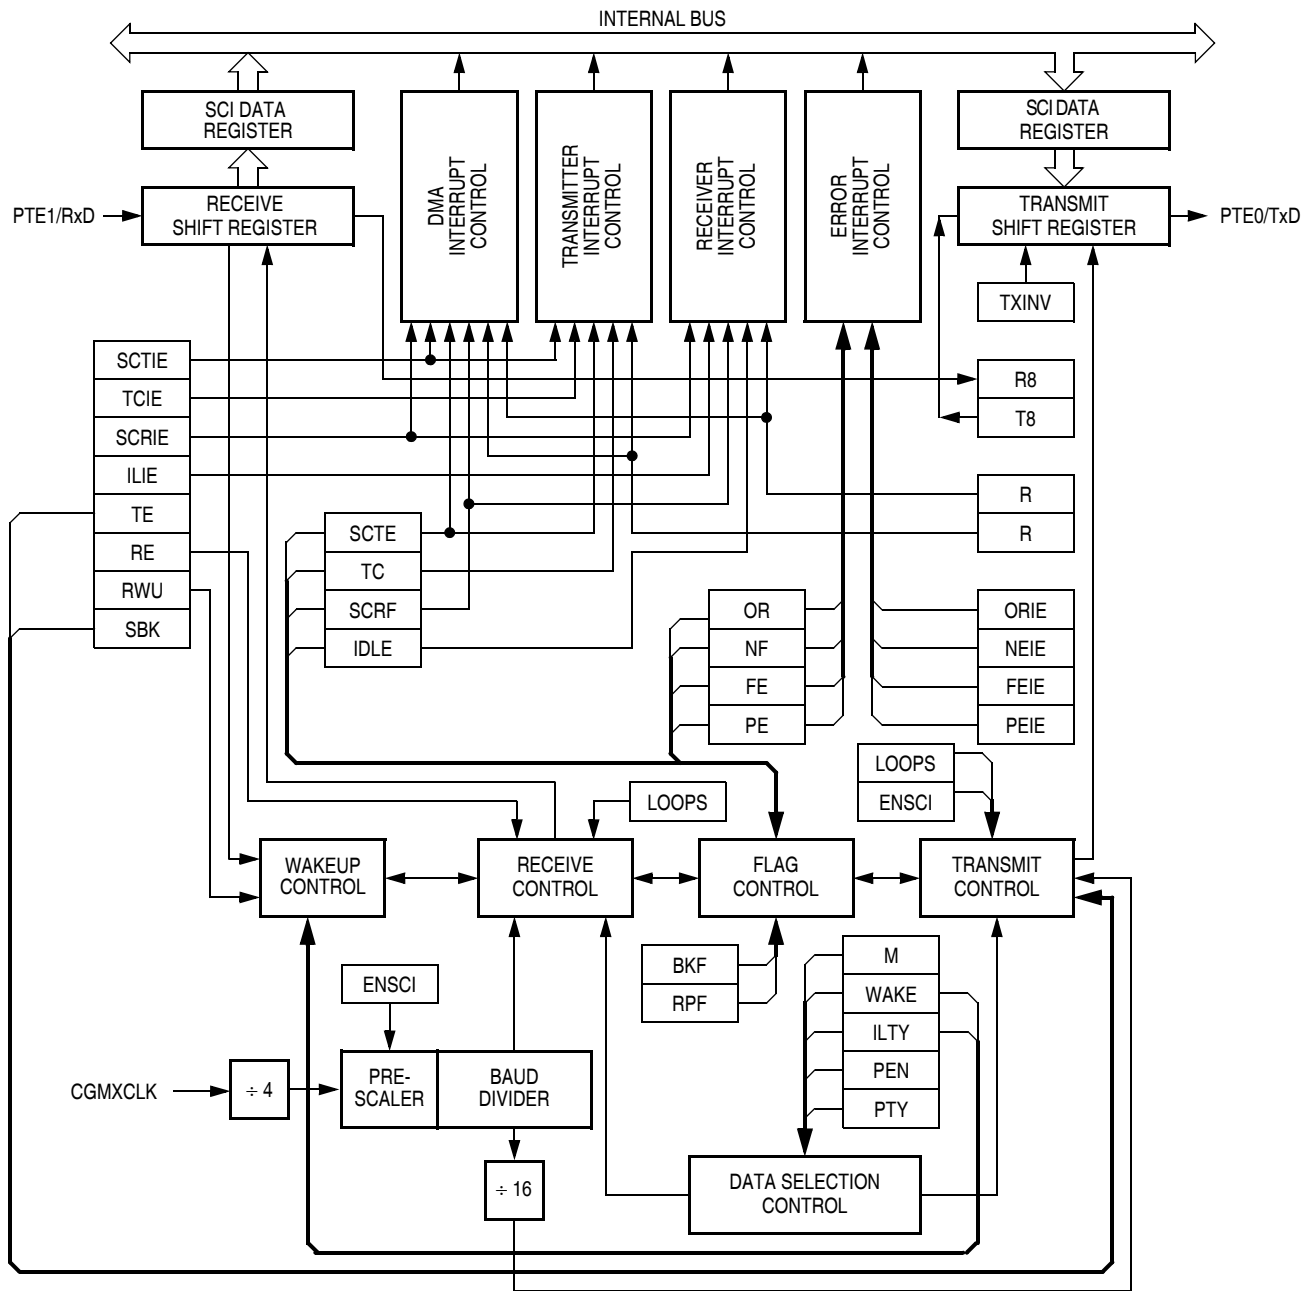 INTERNAL BUS
SCI DATA
REGISTER
DMA
INTERRUPT
CONTROL
TRANSMITTER
INTERRUPT
CONTROL
RECEIVER
INTERRUPT
CONTROL
ERROR
INTERRUPT
CONTROL
SCI DATA
REGISTER
PTE1/RxD
RECEIVE
SHIFT REGISTER
TRANSMIT
SHIFT REGISTER
PTE0/TxD
TXINV
SCTIE
TCIE
SCRIE
ILIE
TE
RE
RWU
SBK
R8
T8
R
R
SCTE
TC
SCRF
IDLE
OR
NF
FE
PE
ORIE
NEIE
FEIE
PEIE
LOOPS
LOOPS
ENSCI
WAKEUP
CONTROL
RECEIVE
CONTROL
FLAG
CONTROL
TRANSMIT
CONTROL
BKF
RPF
M
WAKE
ILTY
PEN
PTY
ENSCI
CGMXCLK
÷ 4
PRE-
SCALER
BAUD
DIVIDER
÷ 16
DATA SELECTION
CONTROL